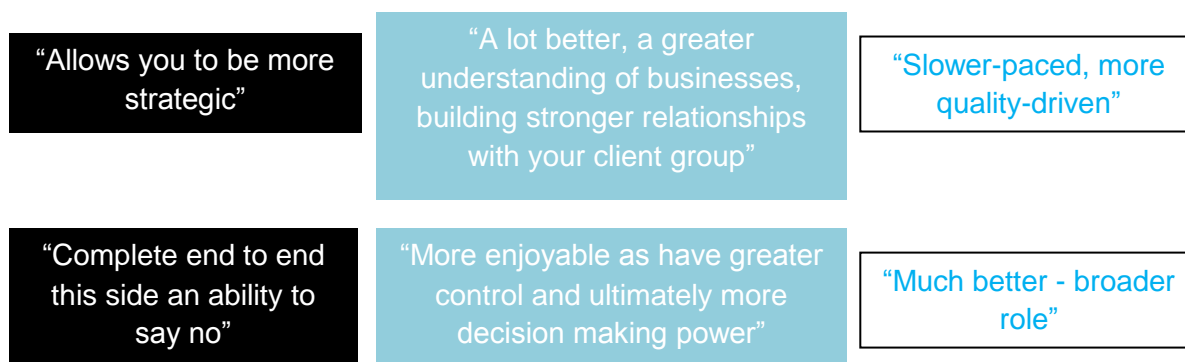 “Allows you to be more
strategic”
“A lot better, a greater
understanding of businesses,
building stronger relationships
with your client group”
“Slower-paced, more
quality-driven”
“Complete end to end
this side an ability to
say no”
“More enjoyable as have greater
control and ultimately more
decision making power”
“Much better - broader
role”